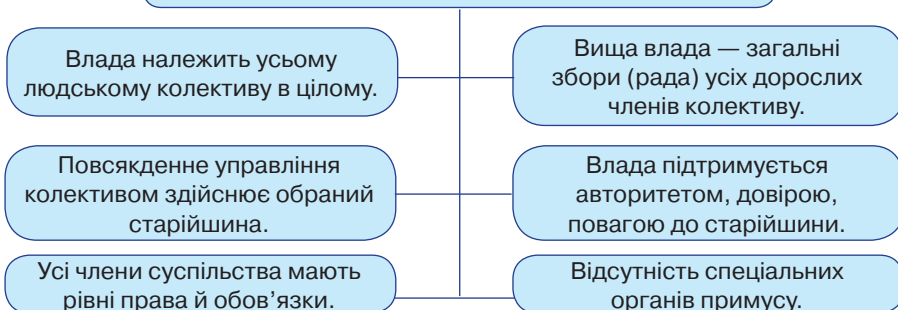 Влада належить усьому
людському колективу в цілому.
Вища влада — загальні
збори (рада) усіх дорослих
членів колективу.
Повсякденне управління
колективом здійснює обраний
старійшина.
Влада підтримується
авторитетом, довірою,
повагою до старійшини.
Усі члени суспільства мають
рівні права й обов’язки.
Відсутність спеціальних
органів примусу.